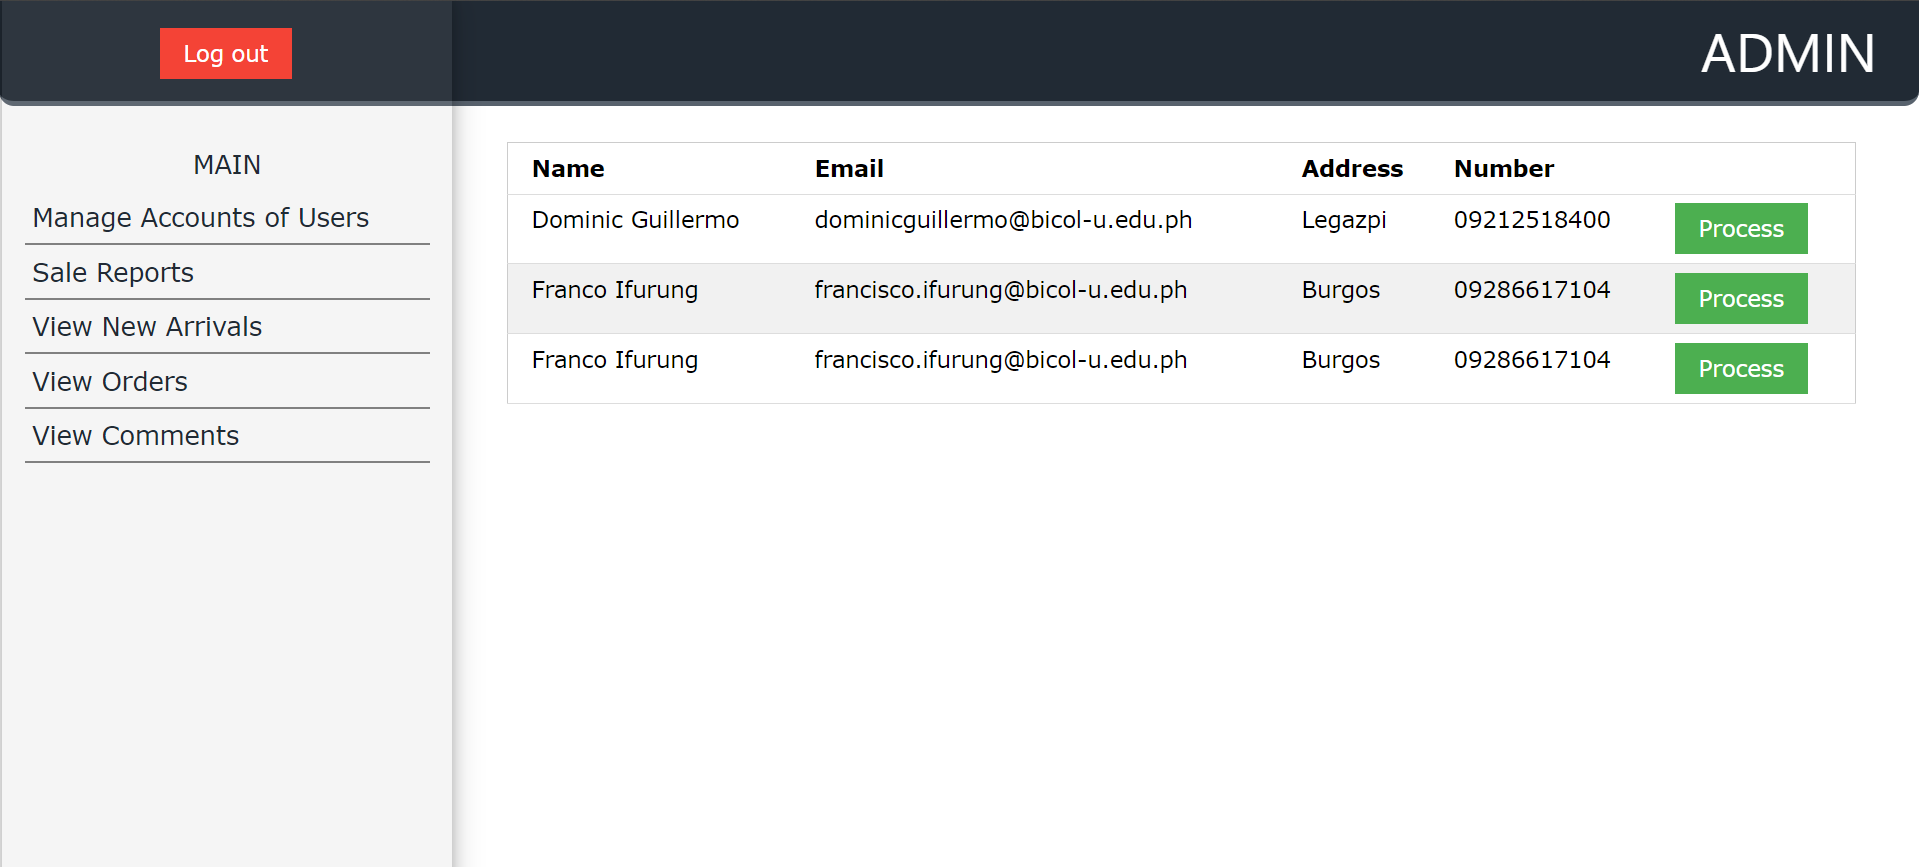 Log out
ADMIN
MAIN
Manage Accounts of Users
Sale Reports
View New Arrivals
View Orders
View Comments
Name Email Address Number
Dominic Guillermo dominicguillermo@bicol-u.edu.ph Legazpi 09212518400 Process
Franco Ifurung francisco.ifurung@bicol-u.edu.ph Burgos 09286617104 Process
Franco Ifurung francisco.ifurung@bicol-u.edu.ph Burgos 09286617104 Process